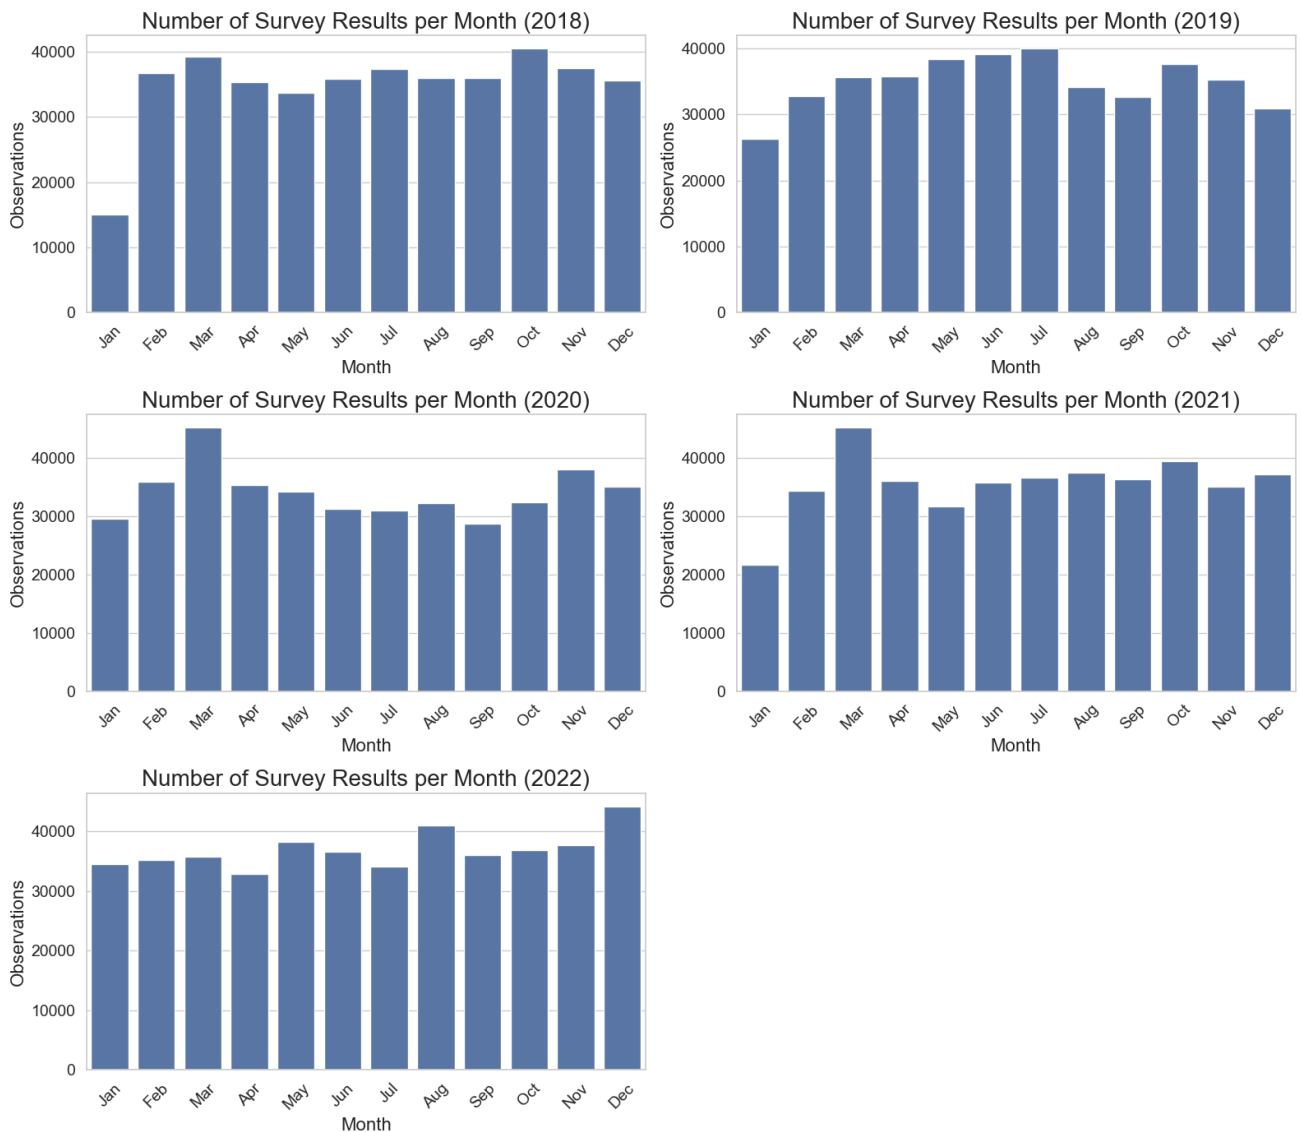 Number of Survey Results per Month (2018)
Observations
40000
30000
20000
10000
0
Jan Feb Mar Apr May Jun Jul Aug Sep Oct Nov Dec
Month
Number of Survey Results per Month (2019)
Observations
40000
30000
20000
10000
0
Jan Feb Mar Apr May Jun Jul Aug Sep Oct Nov Dec
Month
Number of Survey Results per Month (2020)
Observations
40000
30000
20000
10000
0
Jan Feb Mar Apr May Jun Jul Aug Sep Oct Nov Dec
Month
Number of Survey Results per Month (2021)
Observations
40000
30000
20000
10000
0
Jan Feb Mar Apr May Jun Jul Aug Sep Oct Nov Dec
Month
Number of Survey Results per Month (2022)
Observations
40000
30000
20000
10000
0
Jan Feb Mar Apr May Jun Jul Aug Sep Oct Nov Dec
Month